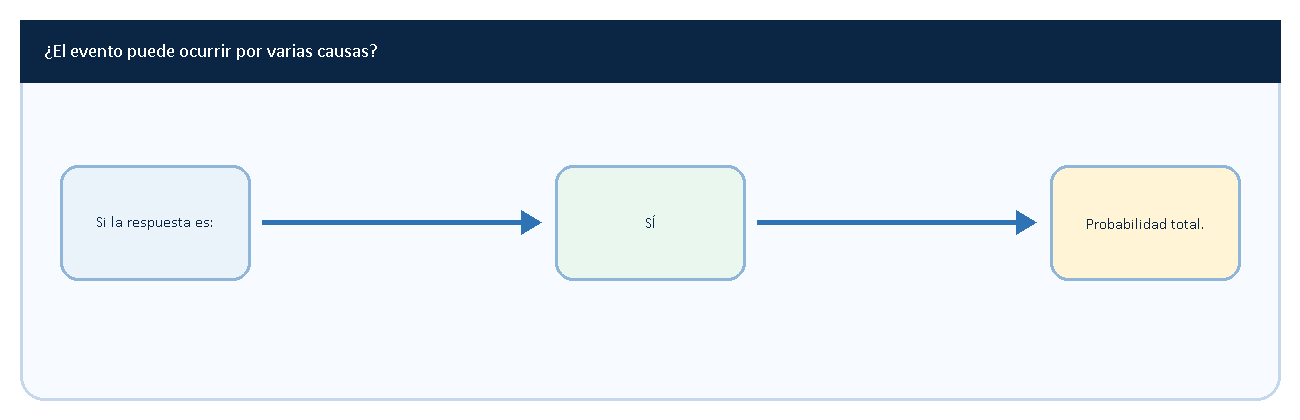 ¿El evento puede ocurrir por varias causas?
Si la respuesta es:
SÍ
Probabilidad total.